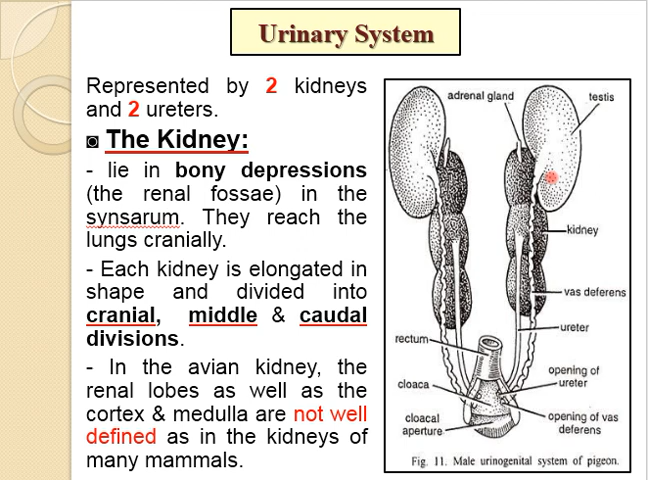 Urinary System
Represented by 2 kidneys
and 2 ureters.
◙ The Kidney:
- lie in bony depressions
(the renal fossae) in the
synsarum. They reach the
lungs cranially.
- Each kidney is elongated in
shape and divided into
cranial, middle & caudal
divisions.
- In the avian kidney, the
renal lobes as well as the
cortex & medulla are not well
defined as in the kidneys of
many mammals.
adrenal gland
testis
kidney
vas deferens
ureter
rectum
opening of
ureter
cloaca
opening of vas
deferens
cloacal
aperture
Fig. 11. Male urinogenital system of pigeon.